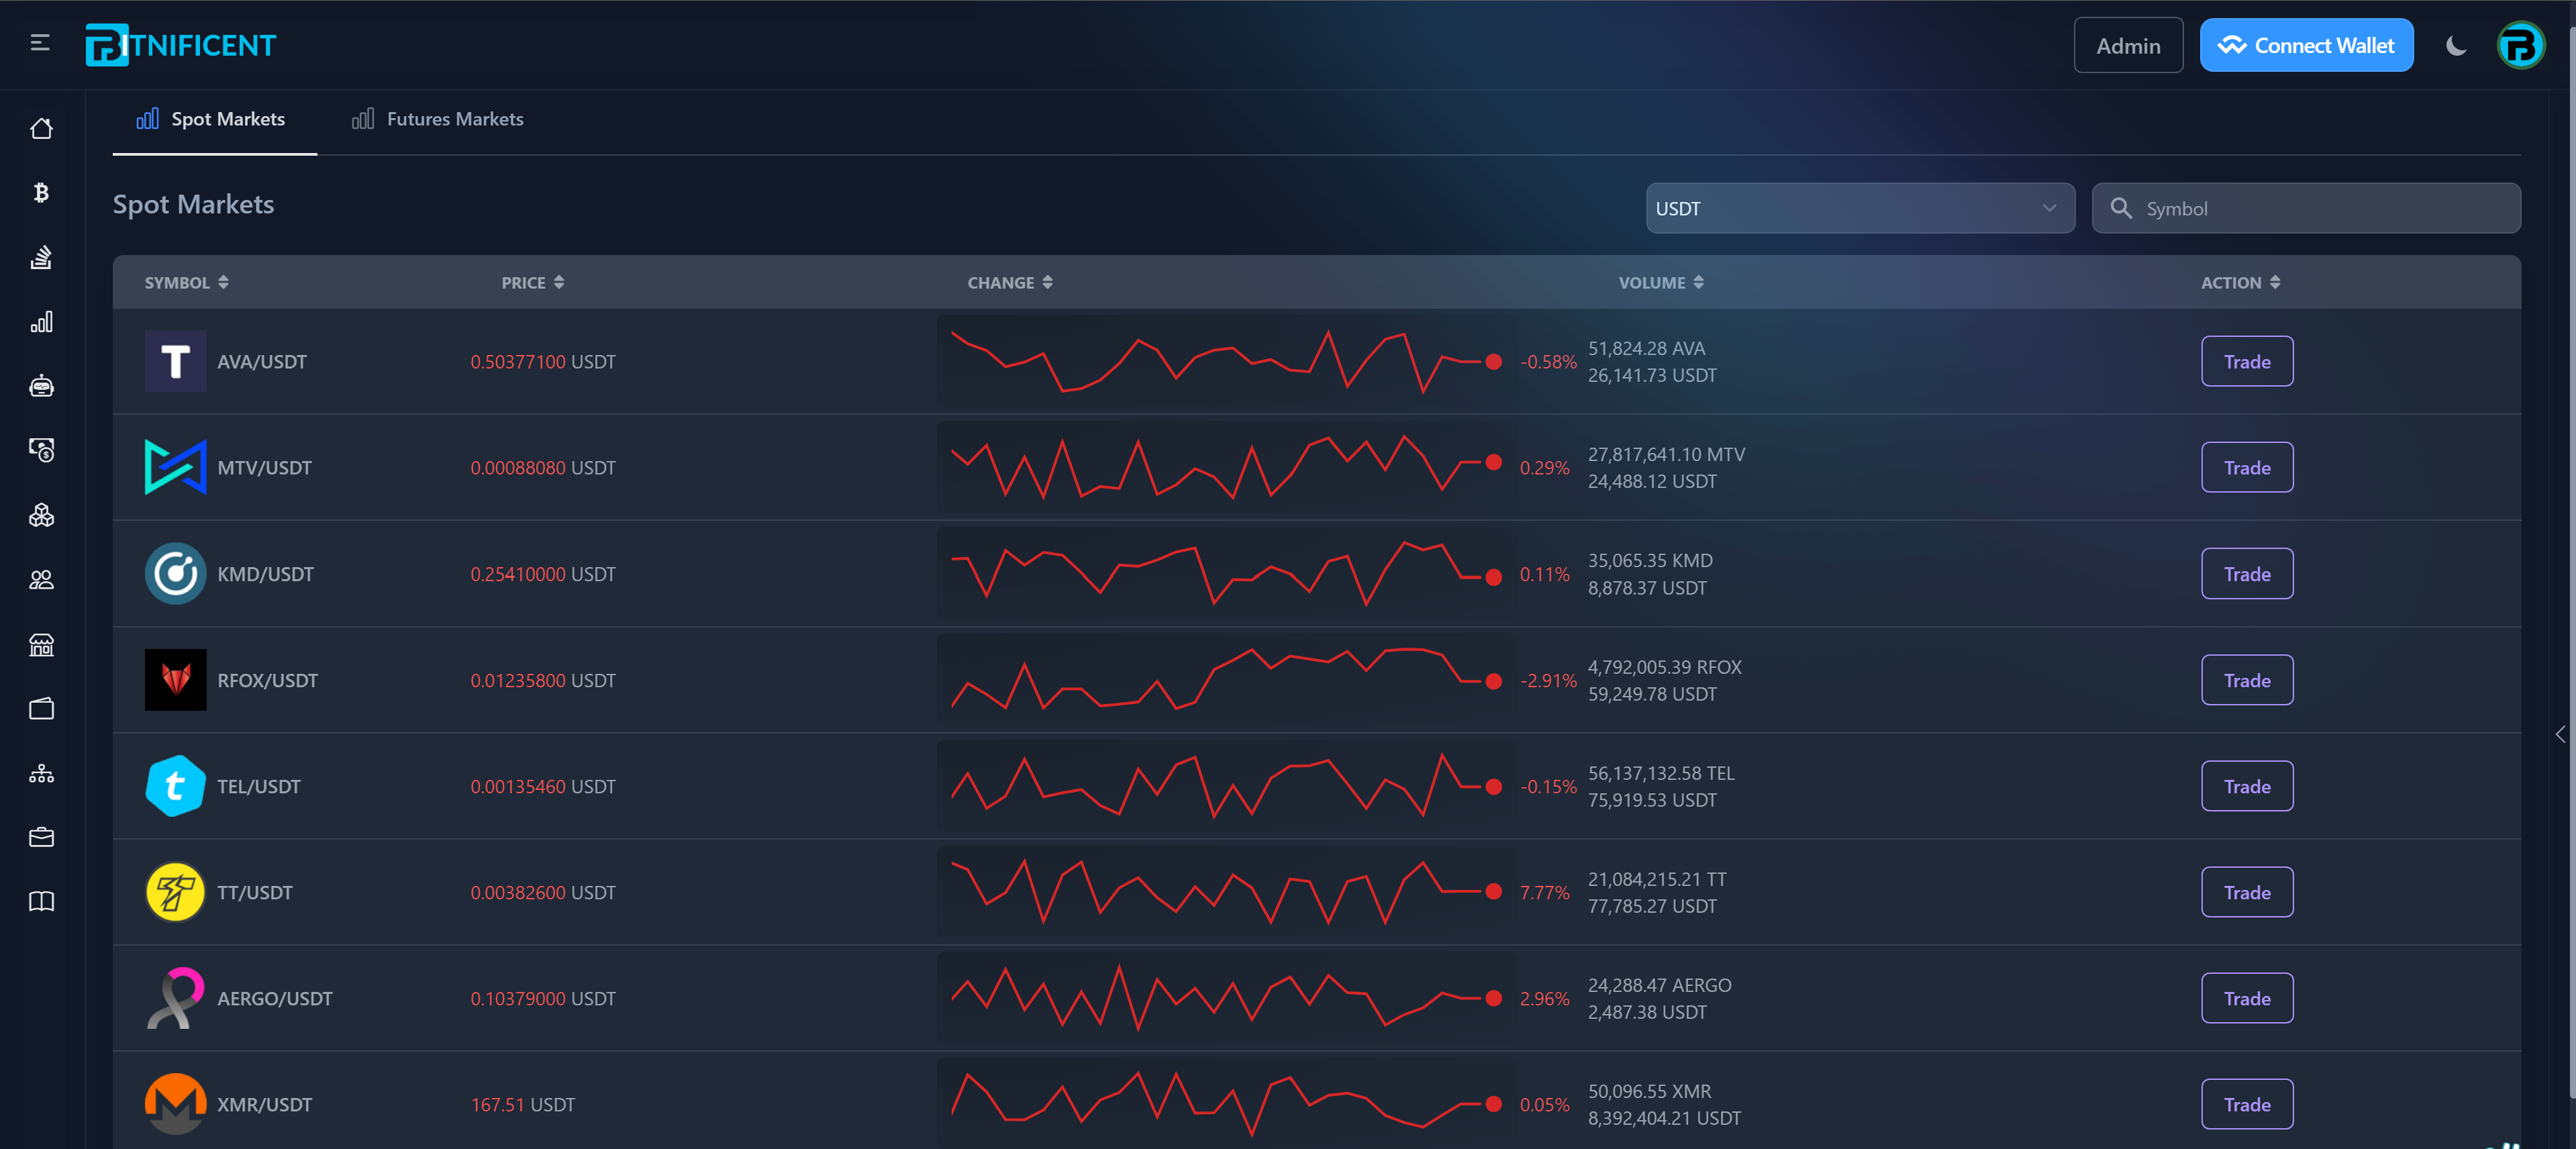 BITNIFICENT
Admin
Connect Wallet
Spot Markets
Futures Markets
Spot Markets
USDT
Symbol
SYMBOL PRICE CHANGE VOLUME ACTION
AVA/USDT 0.50377100 USDT -0.58% 51,824.28 AVA
26,141.73 USDT
Trade
MTV/USDT 0.00088080 USDT 0.29% 27,817,641.10 MTV
24,488.12 USDT
Trade
KMD/USDT 0.25410000 USDT 0.11% 35,065.35 KMD
8,878.37 USDT
Trade
RFOX/USDT 0.01235800 USDT -2.91% 4,792,005.39 RFOX
59,249.78 USDT
Trade
TEL/USDT 0.00135460 USDT -0.15% 56,137,132.58 TEL
75,919.53 USDT
Trade
TT/USDT 0.00382600 USDT 7.77% 21,084,215.21 TT
77,785.27 USDT
Trade
AERGO/USDT 0.10379000 USDT 2.96% 24,288.47 AERGO
2,487.38 USDT
Trade
XMR/USDT 167.51 USDT 0.05% 50,096.55 XMR
8,392,404.21 USDT
Trade